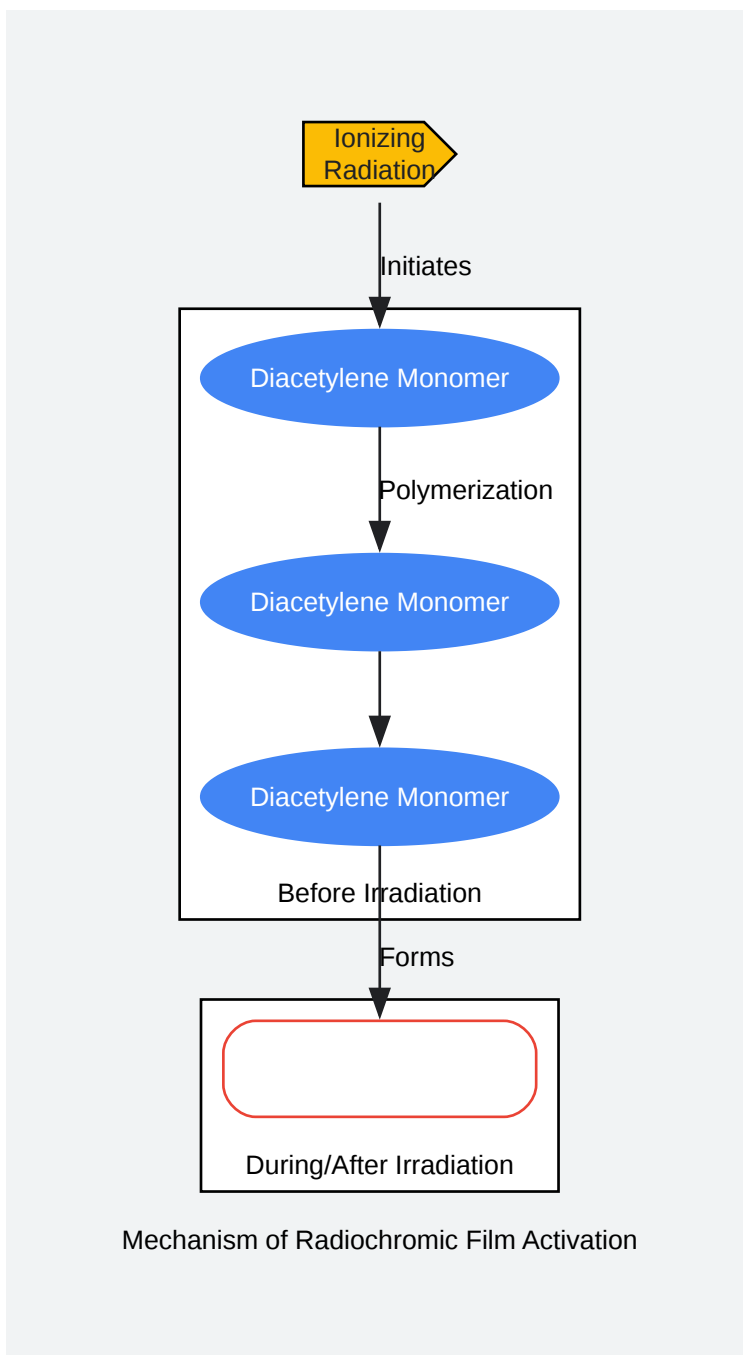 Ionizing
Radiation
Initiates
Diacetylene Monomer
Polymerization
Diacetylene Monomer
Diacetylene Monomer
Before Irradiation
Forms
During/After Irradiation
Mechanism of Radiochromic Film Activation